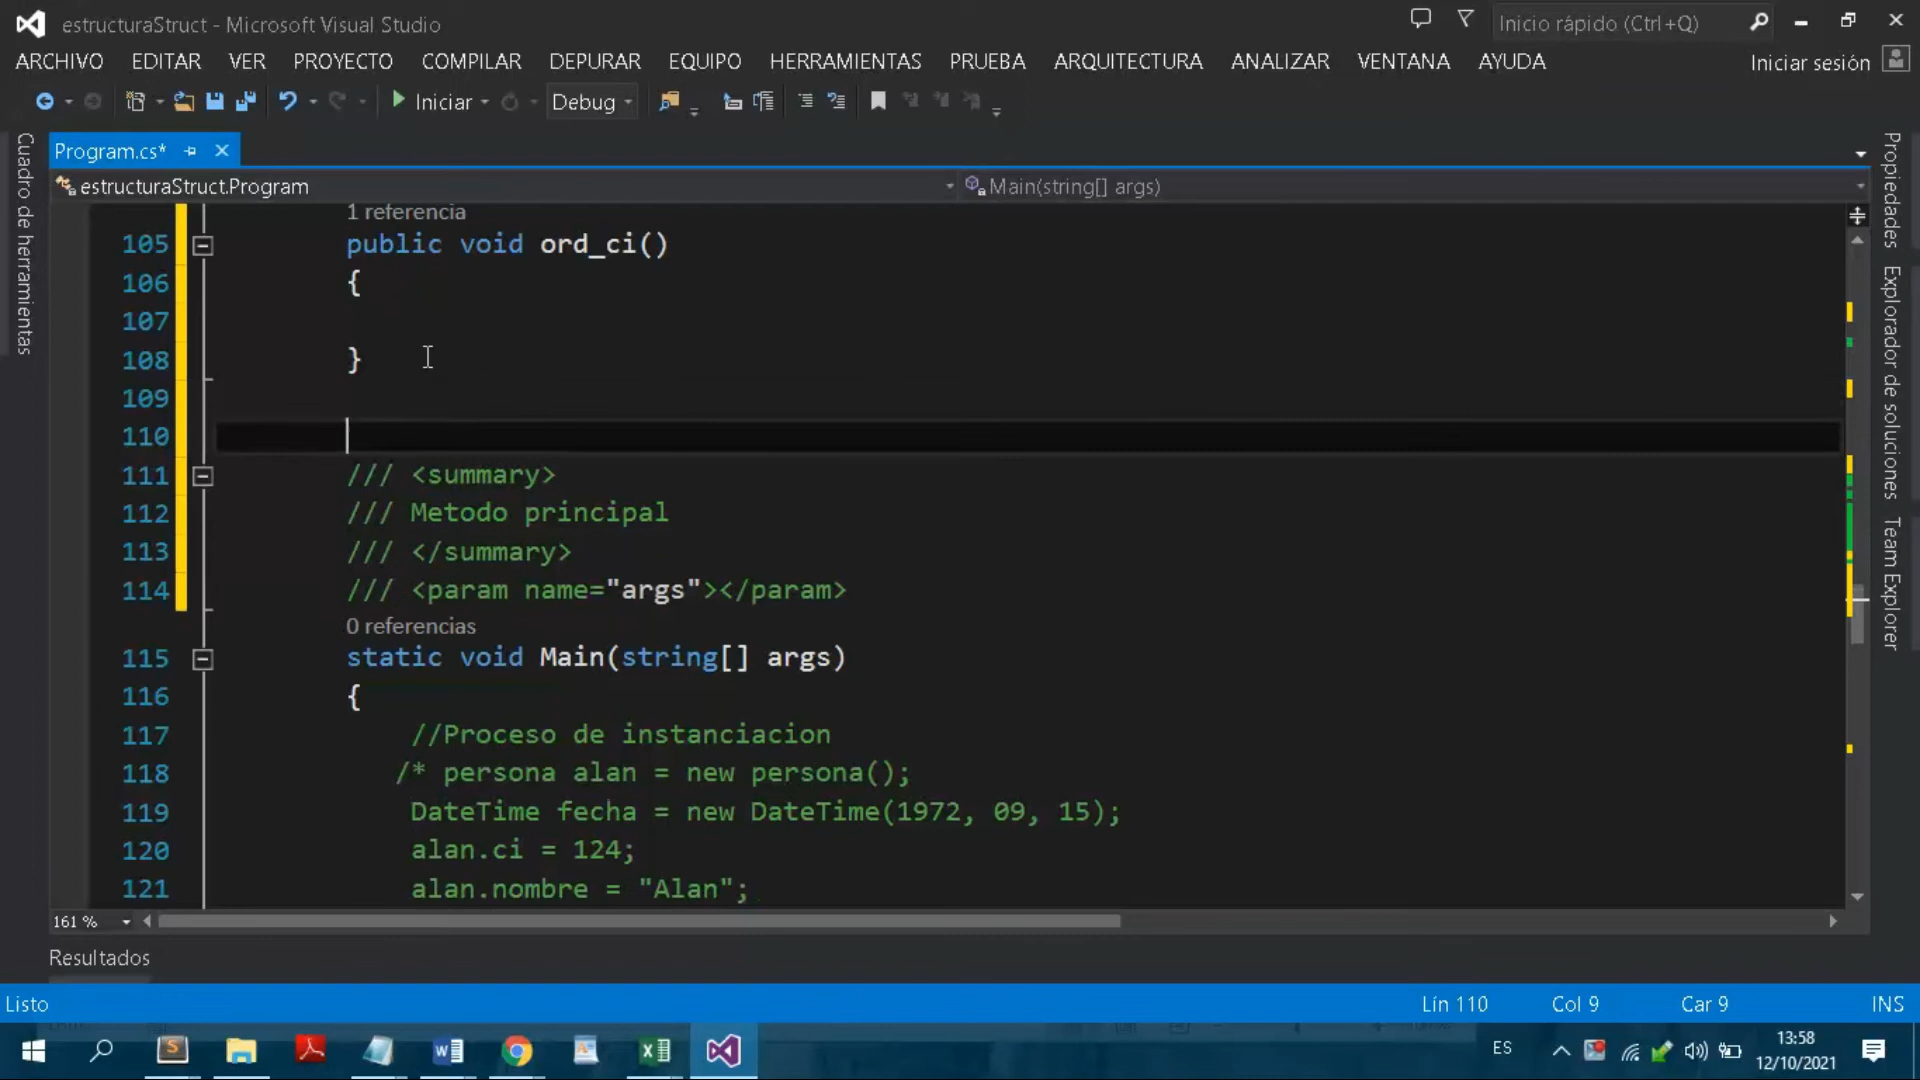 estructuraStruct - Microsoft Visual Studio
Inicio rápido (Ctrl+Q)
ARCHIVO EDITAR VER PROYECTO COMPILAR DEPURAR EQUIPO HERRAMIENTAS PRUEBA ARQUITECTURA ANALIZAR VENTANA AYUDA
Iniciar sesión
Iniciar
Debug
Cuadro de herramientas
Program.cs*
estructuraStruct.Program
Main(string[] args)
1 referencia
105 public void ord_ci()
106 {
107
108 }
109
110
111 /// <summary>
112 /// Metodo principal
113 /// </summary>
114 /// <param name="args"></param>
0 referencias
115 static void Main(string[] args)
116 {
117 //Proceso de instanciacion
118 /* persona alan = new persona();
119 DateTime fecha = new DateTime(1972, 09, 15);
120 alan.ci = 124;
121 alan.nombre = "Alan";
Propiedades
Explorador de soluciones
Team Explorer
161 %
Resultados
Listo
Lín 110
Col 9
Car 9
INS
ES
13:58
12/10/2021